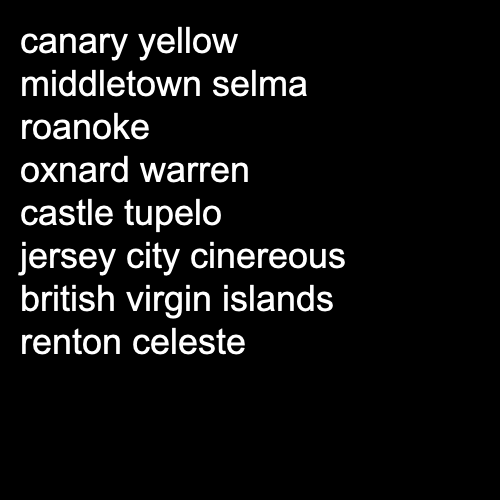 canary yellow
middletown selma
roanoke
oxnard warren
castle tupelo
jersey city cinereous
british virgin islands
renton celeste